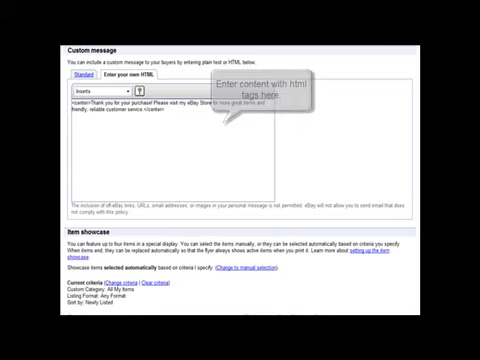 Custom message
You can include a custom message to your buyers by entering plain text or HTML below.
Standard
Enter your own HTML
Inserts
?
Enter content with html
tags here.
<center>Thank you for your purchase! Please visit my eBay Store for more great items and
friendly, reliable customer service.</center>
The inclusion of off-eBay links, URLs, email addresses, or images in your personal message is not permitted. eBay will not allow you to send email that does
not comply with this policy.
Item showcase
You can feature up to four items in a special display. You can select the items manually, or they can be selected automatically based on criteria you specify.
When items end, they can be replaced automatically so that the flyer always shows active items when you print it. Learn more about setting up the item
showcase.
Showcase items selected automatically based on criteria I specify. (Change to manual selection)
Current criteria (Change criteria | Clear criteria)
Custom Category: All My Items
Listing Format: Any Format
Sort by: Newly Listed